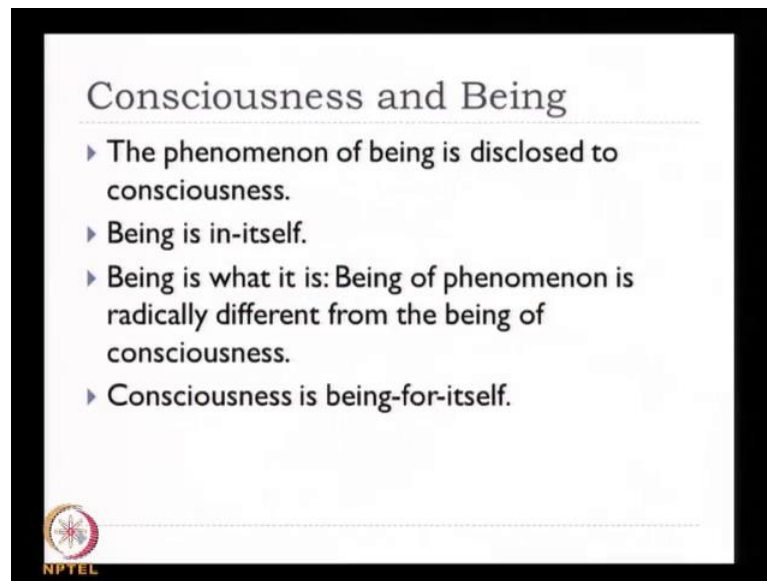 Consciousness and Being
The phenomenon of being is disclosed to
consciousness.
Being is in-itself.
Being is what it is: Being of phenomenon is
radically different from the being of
consciousness.
Consciousness is being-for-itself.
NPTEL